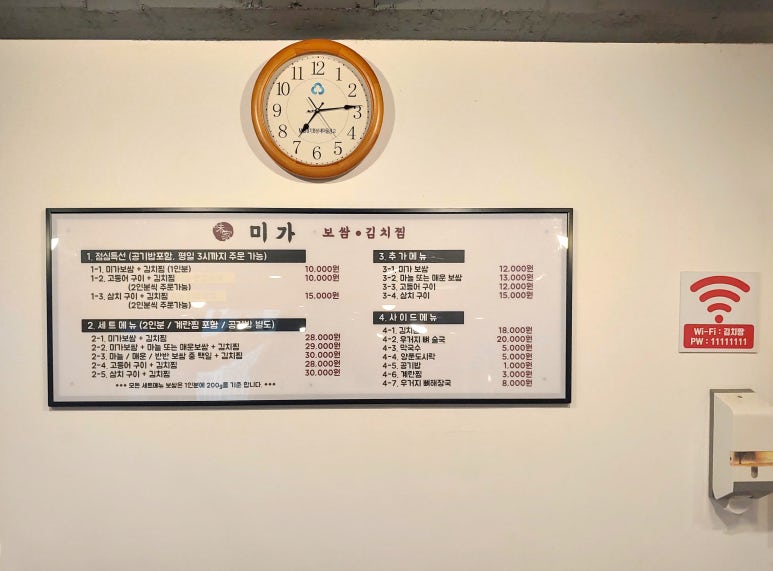 11 12 1
10 2
9 3
8 4
7 6 5
미가 보쌈 • 김치찜
1. 점심특선 (공기밥포함, 평일 3시까지 주문 가능)
1-1. 미가보쌈 + 김치찜 (1인분) 10.000원
1-2. 고등어 구이 + 김치찜 10.000원
(2인분씩 주문가능)
1-3. 삼치 구이 + 김치찜 15.000원
(2인분씩 주문가능)
2. 세트 메뉴 (2인분 / 계란찜 포함 / 공기밥 별도)
2-1. 미가보쌈 + 김치찜 28.000원
2-2. 미가보쌈 + 마늘 또는 매운보쌈 + 김치찜 29.000원
2-3. 마늘 / 매운 / 반반 보쌈 중 택일 + 김치찜 30.000원
2-4. 고등어 구이 + 김치찜 28.000원
2-5. 삼치 구이 + 김치찜 30.000원
*** 모든 세트메뉴 보쌈은 1인분에 200g를 기준 합니다. ***
3. 추가 메뉴
3-1. 미가 보쌈 12.000원
3-2. 마늘 또는 매운 보쌈 13.000원
3-3. 고등어 구이 12.000원
3-4. 삼치 구이 15.000원
4. 사이드 메뉴
4-1. 김치찜 18.000원
4-2. 우거지 뼈 술국 20.000원
4-3. 막국수 5.000원
4-4. 양푼도시락 5.000원
4-5. 공기밥 1.000원
4-6. 계란찜 3.000원
4-7. 우거지 뼈해장국 8.000원
Wi-Fi : 김치짱
PW : 11111111